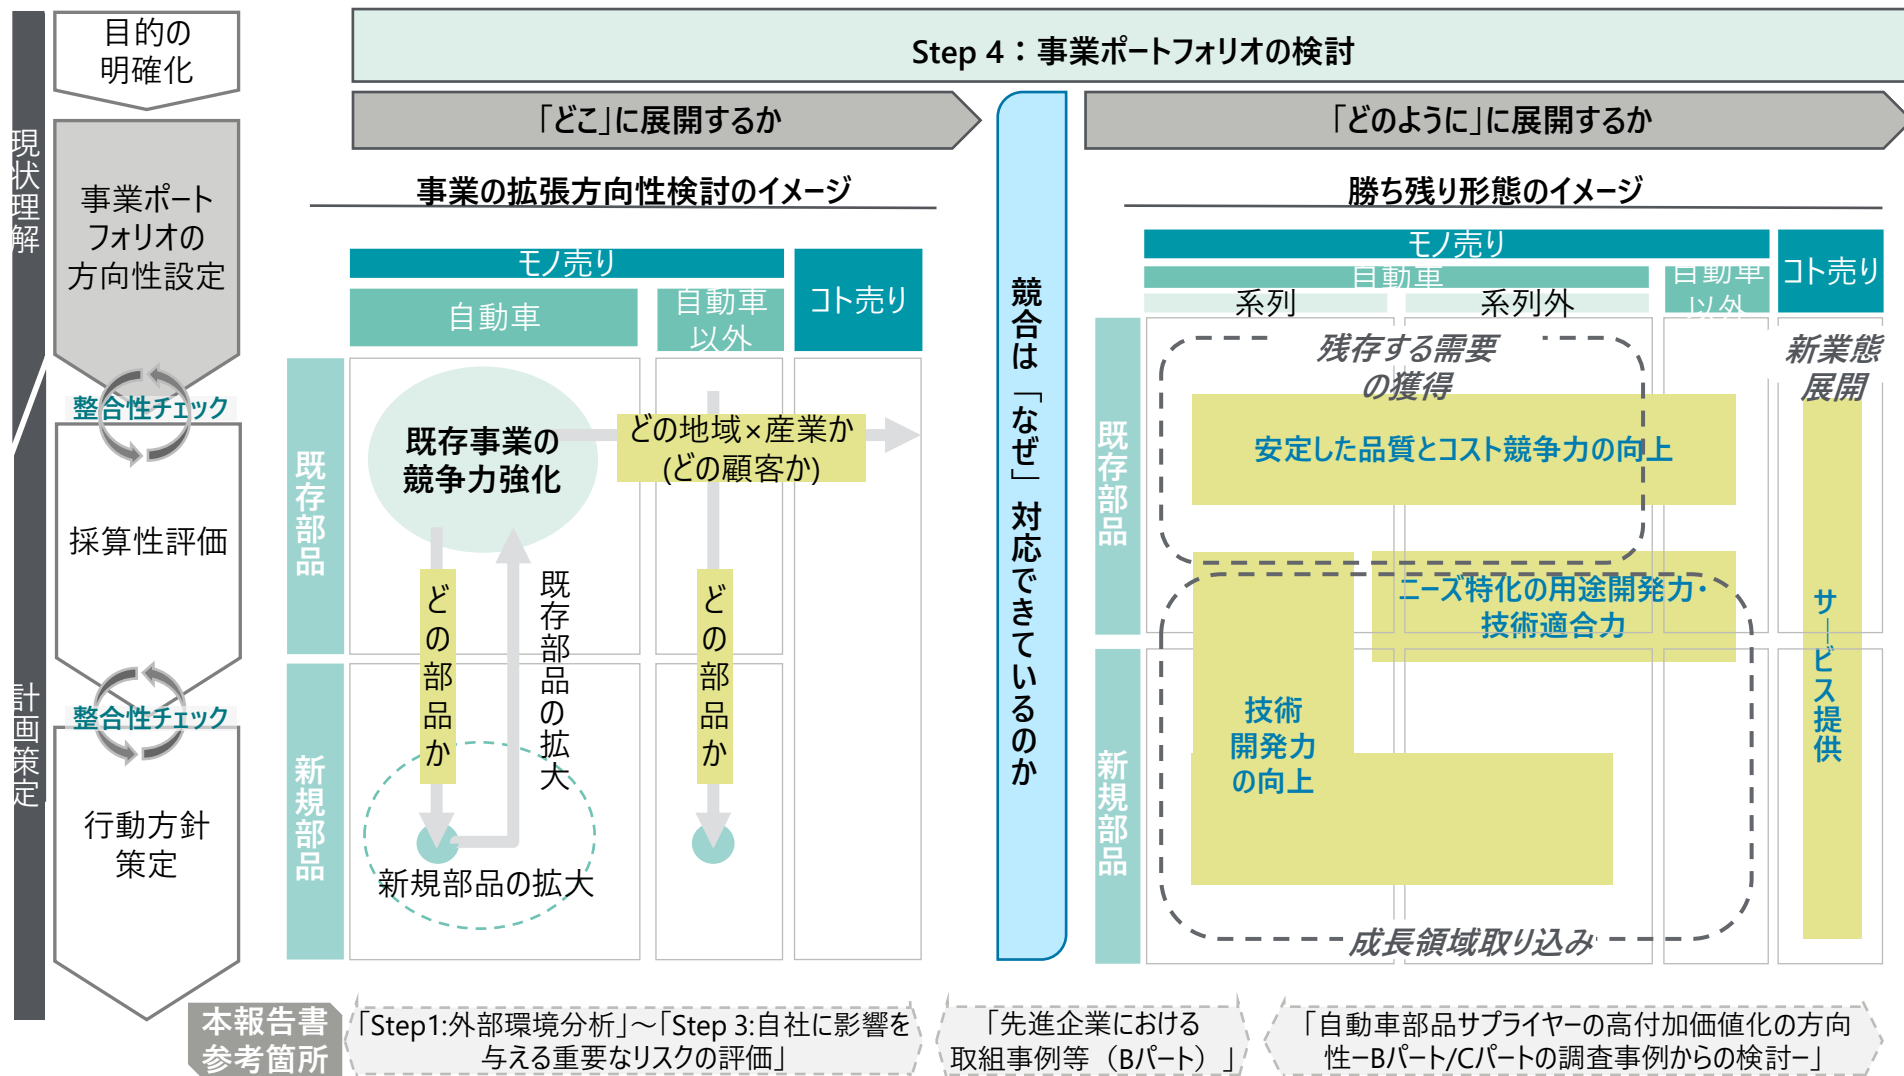 現状理解
計画策定
目的の
明確化
事業ポート
フォリオの
方向性設定
整合性チェック
採算性評価
整合性チェック
行動方針
策定
Step 4：事業ポートフォリオの検討
「どこ」に展開するか
事業の拡張方向性検討のイメージ
モノ売り
コト売り
自動車
自動車
以外
既存部品
新規部品
既存事業の
競争力強化
どの地域×産業か
(どの顧客か)
どの部品か
既存部品の拡大
どの部品か
新規部品の拡大
競合は「なぜ」対応できているのか
「どのように」に展開するか
勝ち残り形態のイメージ
モノ売り
コト売り
自動車
自動車
以外
系列
系列外
既存部品
新規部品
残存する需要
の獲得
新業態
展開
安定した品質とコスト競争力の向上
ニーズ特化の用途開発力・
技術適合力
技術
開発力
の向上
サービス提供
成長領域取り込み
本報告書
参考箇所
「Step1:外部環境分析」～「Step 3:自社に影響を
与える重要なリスクの評価」
「先進企業における
取組事例等（Bパート）」
「自動車部品サプライヤーの高付加価値化の方向
性ーBパート/Cパートの調査事例からの検討ー」